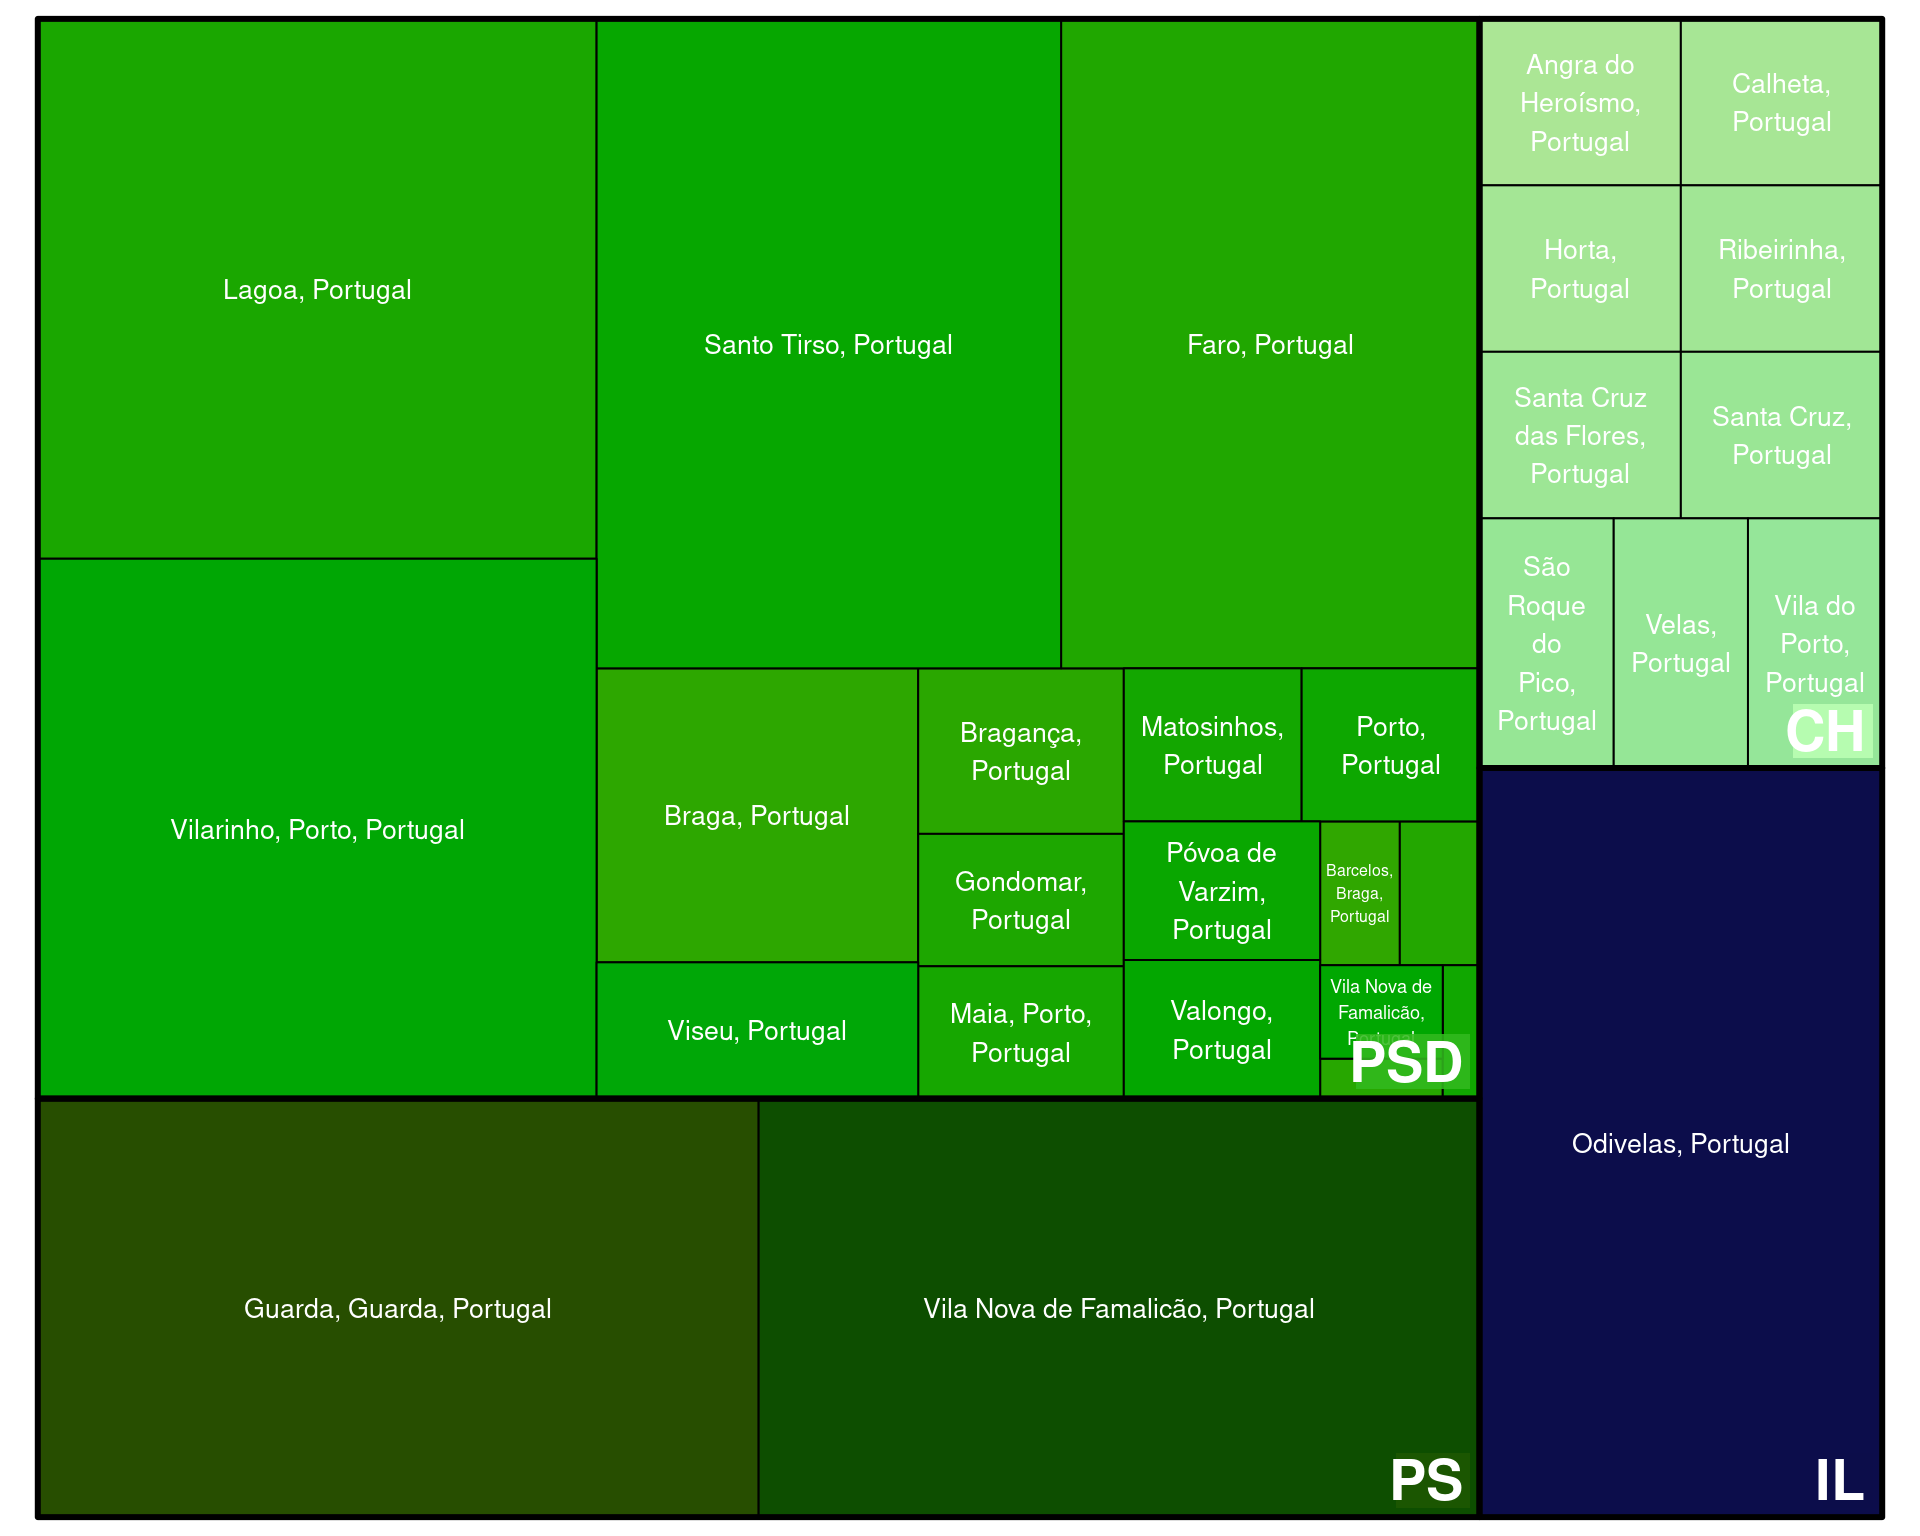 Lagoa, Portugal
Santo Tirso, Portugal
Faro, Portugal
Vilarinho, Porto, Portugal
Braga, Portugal
Viseu, Portugal
Bragança,
Portugal
Gondomar,
Portugal
Maia, Porto,
Portugal
Matosinhos,
Portugal
Porto,
Portugal
Póvoa de
Varzim,
Portugal
Valongo,
Portugal
Barcelos,
Braga,
Portugal
Vila Nova de
Famalicão,
Portugal
PSD
Guarda, Guarda, Portugal
Vila Nova de Famalicão, Portugal
PS
Angra do
Heroísmo,
Portugal
Calheta,
Portugal
Horta,
Portugal
Ribeirinha,
Portugal
Santa Cruz
das Flores,
Portugal
Santa Cruz,
Portugal
São
Roque
do
Pico,
Portugal
Velas,
Portugal
Vila do
Porto,
Portugal
CH
Odivelas, Portugal
IL